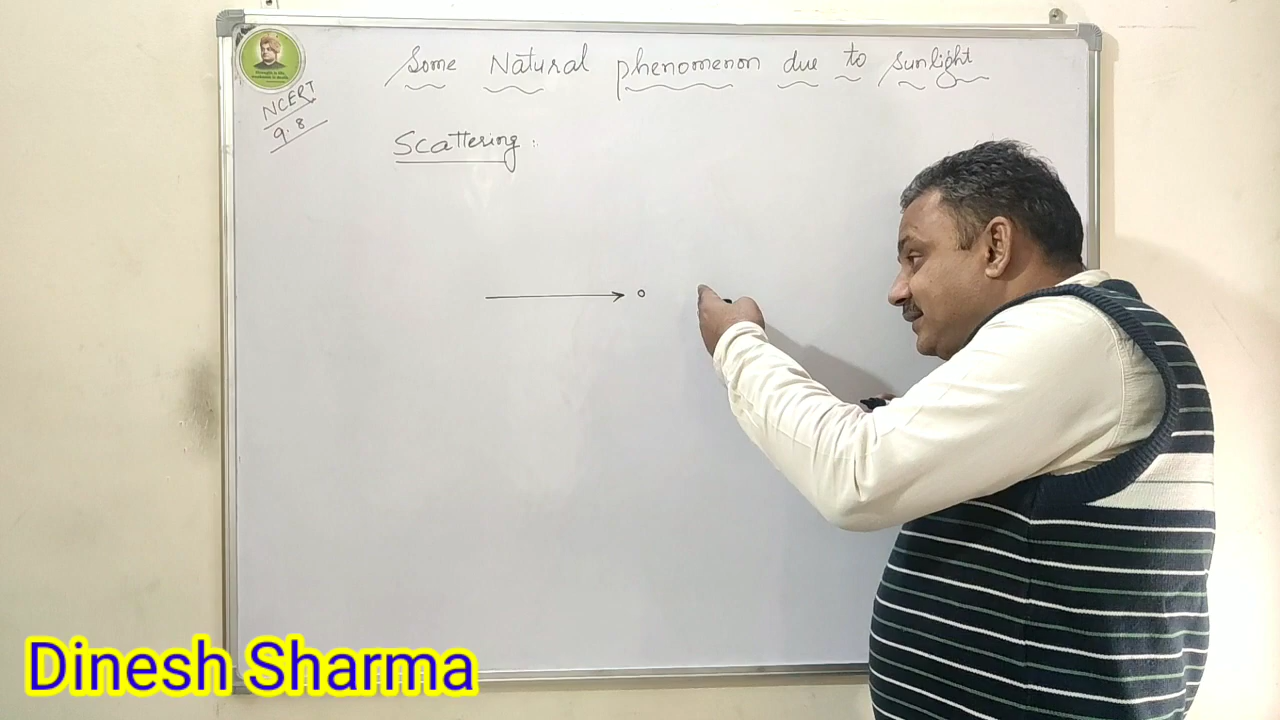 Some Natural phenomenon due to Sunlight
NCERT
9.8
Scattering:
Dinesh Sharma